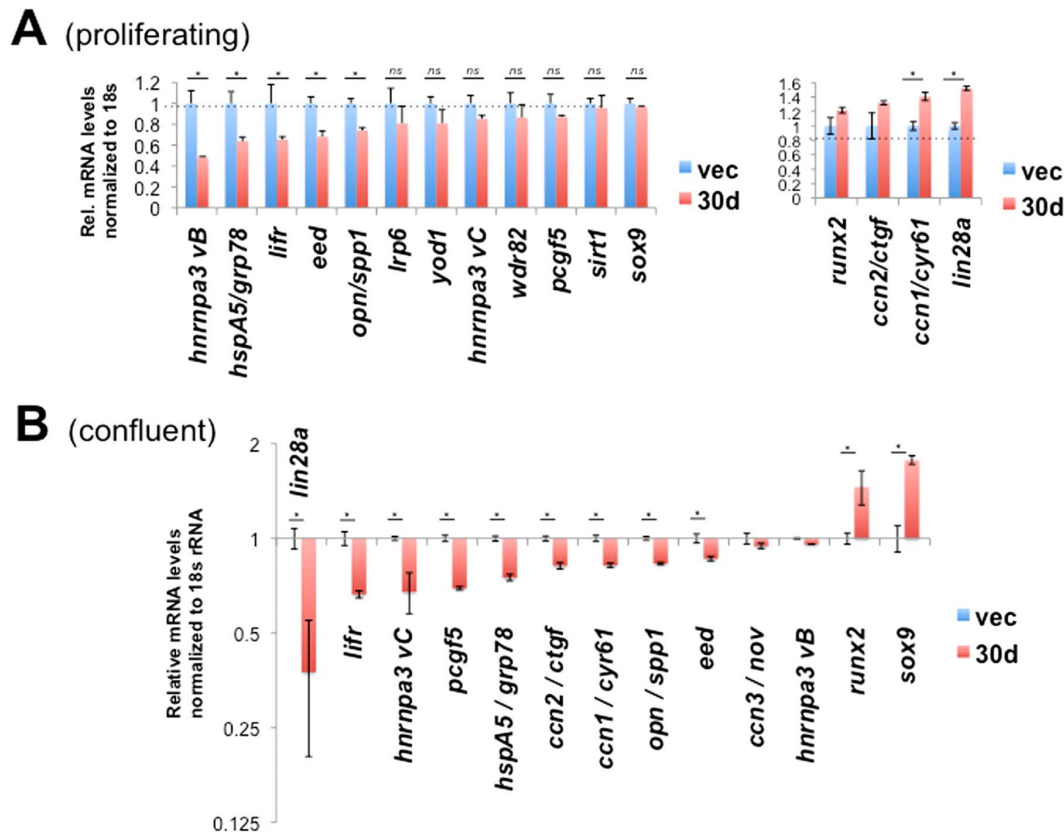 A (proliferating)
Rel. mRNA levels
normalized to 18s
1.2
1
0.8
0.6
0.4
0.2
0
* * * * * ns ns ns ns ns ns ns
hnrnpa3 vB
hspA5/grp78
lifr
eed
opn/spp1
lrp6
yod1
hnrnpa3 vC
wdr82
pcgf5
sirt1
sox9
vec
30d
1.6
1.4
1.2
1
0.8
0.6
0.4
0.2
0
* *
runx2
ccn2/ctgf
ccn1/cyr61
lin28a
vec
30d
B (confluent)
Relative mRNA levels
normalized to 18s rRNA
2
1
0.5
0.25
0.125
* * * * * * * * * * *
lin28a
lifr
hnrnpa3 vC
pcgf5
hspA5 / grp78
ccn2 / ctgf
ccn1 / cyr61
opn / spp1
eed
ccn3 / nov
hnrnpa3 vB
runx2
sox9
vec
30d